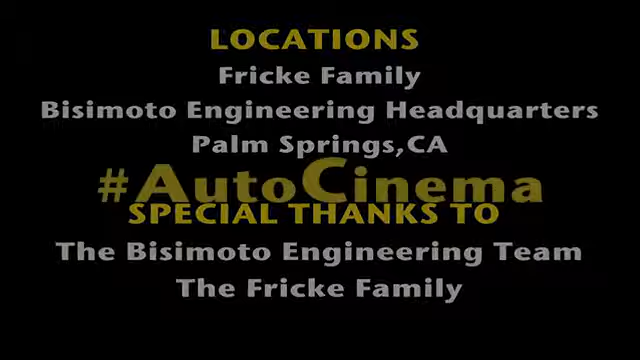 LOCATIONS
Fricke Family
Bisimoto Engineering Headquarters
Palm Springs,CA
#AutoCinema
SPECIAL THANKS TO
The Bisimoto Engineering Team
The Fricke Family